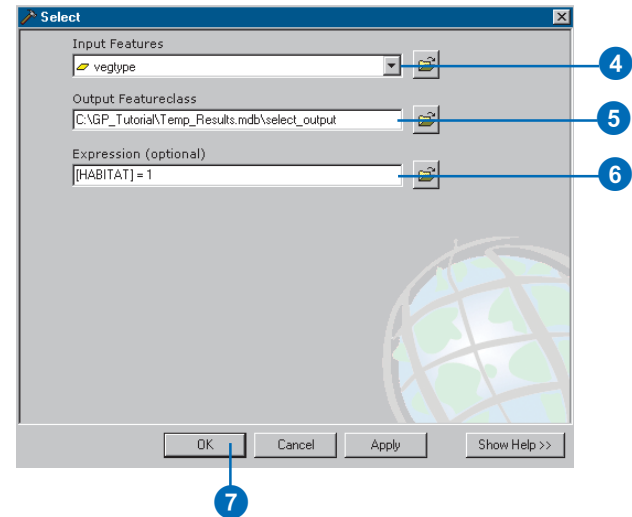 Select
Input Features
vegtype
4
Output Featureclass
C:\GP_Tutorial\Temp_Results.mdb\select_output
5
Expression (optional)
[HABITAT] = 1
6
OK
Cancel
Apply
Show Help >>
7